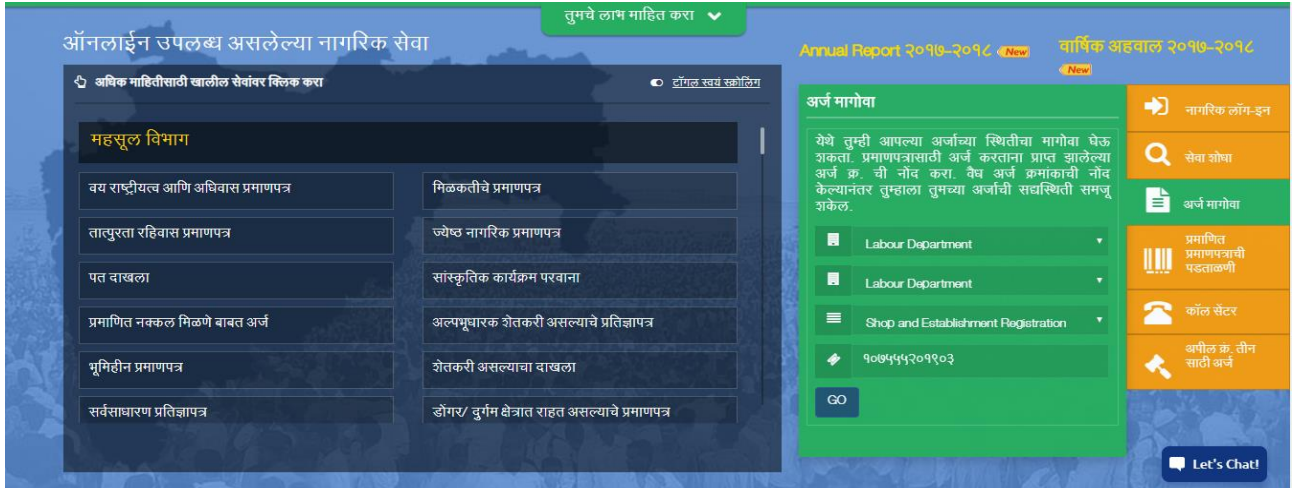 तुमचे लाभ माहित करा
ऑनलाईन उपलब्ध असलेल्या नागरिक सेवा
अधिक माहितीसाठी खालील सेवांवर क्लिक करा
टॉगल स्वयं स्क्रोलिंग
महसूल विभाग
वय राष्ट्रीयत्व आणि अधिवास प्रमाणपत्र
मिळकतीचे प्रमाणपत्र
तात्पुरता रहिवास प्रमाणपत्र
ज्येष्ठ नागरिक प्रमाणपत्र
पत दाखला
सांस्कृतिक कार्यक्रम परवाना
प्रमाणित नक्कल मिळणे बाबत अर्ज
अल्पभूधारक शेतकरी असल्याचे प्रतिज्ञापत्र
भूमिहीन प्रमाणपत्र
शेतकरी असल्याचा दाखला
सर्वसाधारण प्रतिज्ञापत्र
डोंगर/ दुर्गम क्षेत्रात राहत असल्याचे प्रमाणपत्र
Annual Report २०१७-२०१८ New
वार्षिक अहवाल २०१७-२०१८
New
अर्ज मागोवा
येथे तुम्ही आपल्या अर्जाच्या स्थितीचा मागोवा घेऊ
शकता. प्रमाणपत्रासाठी अर्ज करताना प्राप्त झालेल्या
अर्ज क्र. ची नोंद करा. वैध अर्ज क्रमांकाची नोंद
केल्यानंतर तुम्हाला तुमच्या अर्जाची सद्यस्थिती समजू
शकेल.
Labour Department
Labour Department
Shop and Establishment Registration
१०७५५५२०१९०३
GO
नागरिक लॉग-इन
सेवा शोधा
अर्ज मागोवा
प्रमाणित
प्रमाणपत्राची
पडताळणी
कॉल सेंटर
अपील क्रं. तीन
साठी अर्ज
Let's Chat!